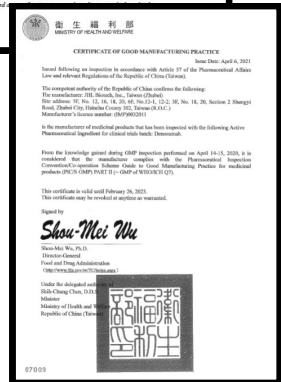 衛生福利部
MINISTRY OF HEALTH AND WELFARE
CERTIFICATE OF GOOD MANUFACTURING PRACTICE
Issue Date: April 6, 2021
Issued following an inspection in accordance with Article 57 of the Pharmaceutical Affairs
Law and relevant Regulations of the Republic of China (Taiwan).
The competent authority of the Republic of China confirms the following:
The manufacturer: JHL Biotech, Inc., Taiwan (Zhubei)
Site address: 5F, No. 12, 16, 18, 20, 6F, No.12-1, 12-2, 3F, No. 18, 20, Section 2 Shengyi
Road, Zhubei City, Hsinchu County 302, Taiwan (R.O.C.)
Manufacturer's licence number: (IMP)0032011
is the manufacturer of medicinal products that has been inspected with the following Active
Pharmaceutical Ingredient for clinical trials batch: Denosumab.
From the knowledge gained during GMP inspection performed on April 14-15, 2020, it is
considered that the manufacturer complies with the Pharmaceutical Inspection
Convention/Co-operation Scheme Guide to Good Manufacturing Practice for medicinal
products (PIC/S GMP) PART II (= GMP of WHO/ICH Q7).
This certificate is valid until February 26, 2023.
This certificate may be revoked at anytime as warranted.
Signed by
Shou-Mei Wu
Shou-Mei Wu, Ph.D.
Director-General
Food and Drug Administration
Under the delegated authority of
Shih-Chung Chen, D.D.S
Minister
Ministry of Health and Welfare
Republic of China (Taiwan)
衛生福利部